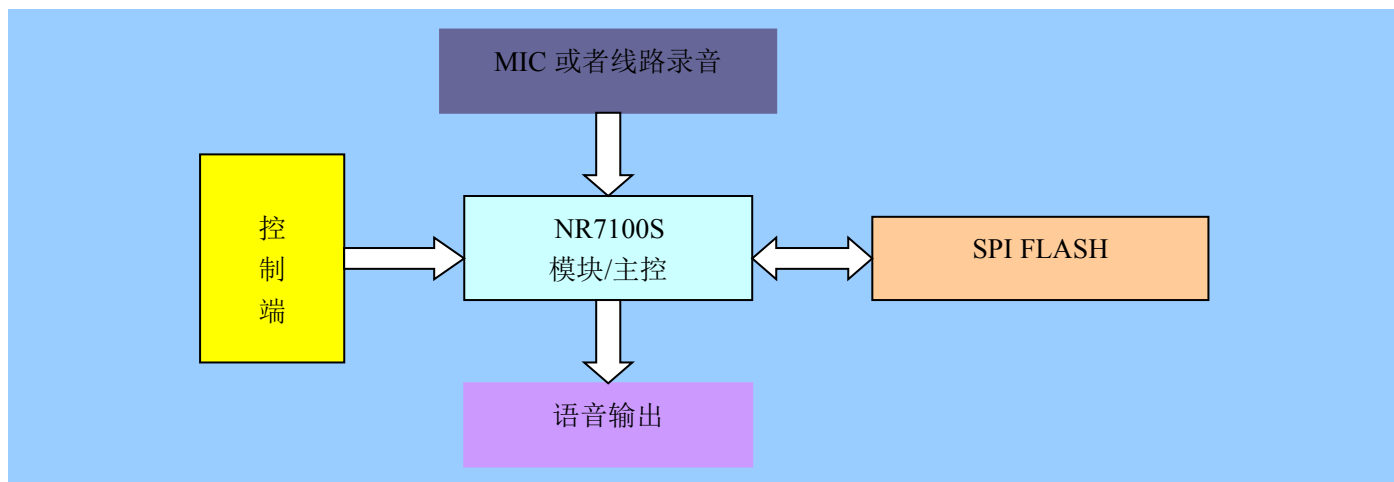 MIC 或者线路录音
控
制
端
NR7100S
模块/主控
SPI FLASH
语音输出